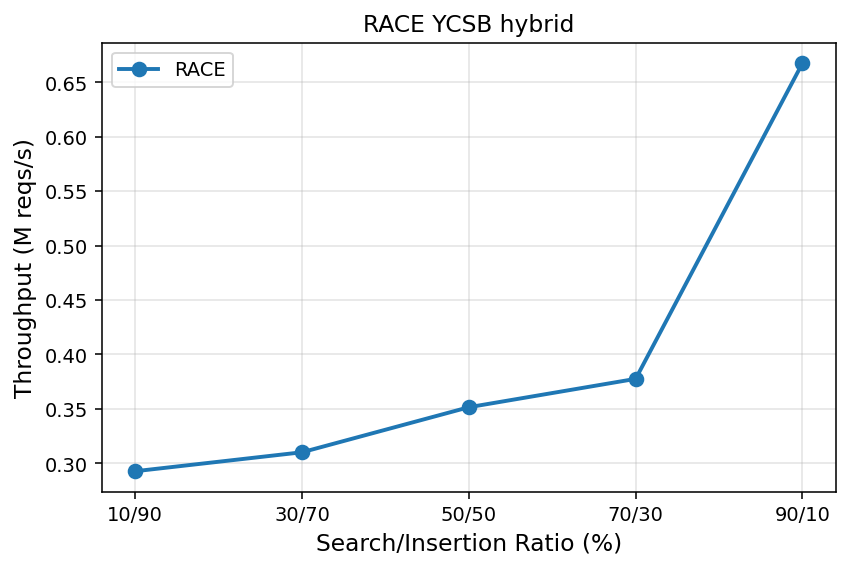 RACE YCSB hybrid
RACE
Throughput (M reqs/s)
0.65
0.60
0.55
0.50
0.45
0.40
0.35
0.30
10/90 30/70 50/50 70/30 90/10
Search/Insertion Ratio (%)